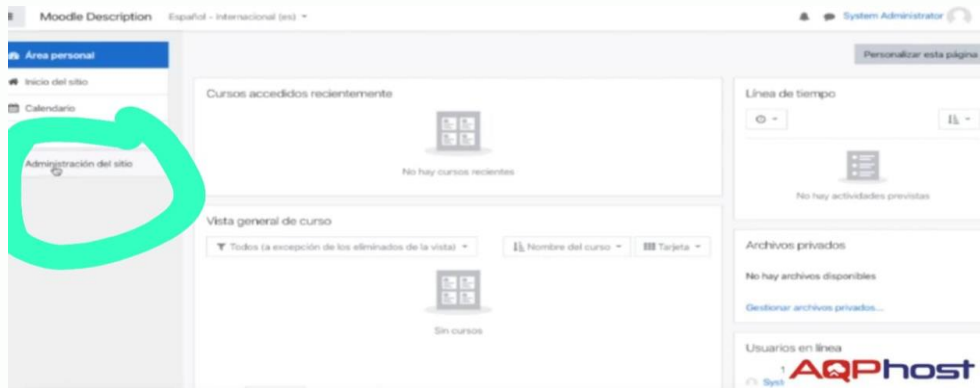 Moodle Description Español - Internacional (es)
System Administrator
Área personal
Personalizar esta página
Inicio del sitio
Calendario
Administración del sitio
Cursos accedidos recientemente
No hay cursos recientes
Línea de tiempo
No hay actividades previstas
Vista general de curso
Todos (a excepción de los eliminados de la vista)
Nombre del curso
Tarjeta
Sin cursos
Archivos privados
No hay archivos disponibles
Gestionar archivos privados...
Usuarios en línea
1
Syst
AQPhost